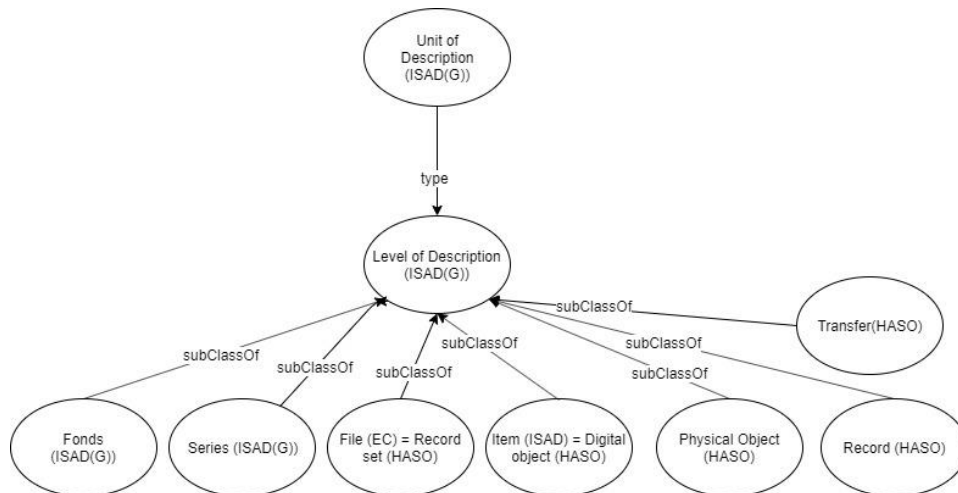 Unit of
Description
(ISAD(G))
type
Level of Description
(ISAD(G))
subClassOf
Transfer(HASO)
subClassOf
subClassOf
subClassOf
subClassOf
subClassOf
subClassOf
Fonds
(ISAD(G))
Series (ISAD(G))
File (EC) = Record
set (HASO)
Item (ISAD) = Digital
object (HASO)
Physical Object
(HASO)
Record (HASO)